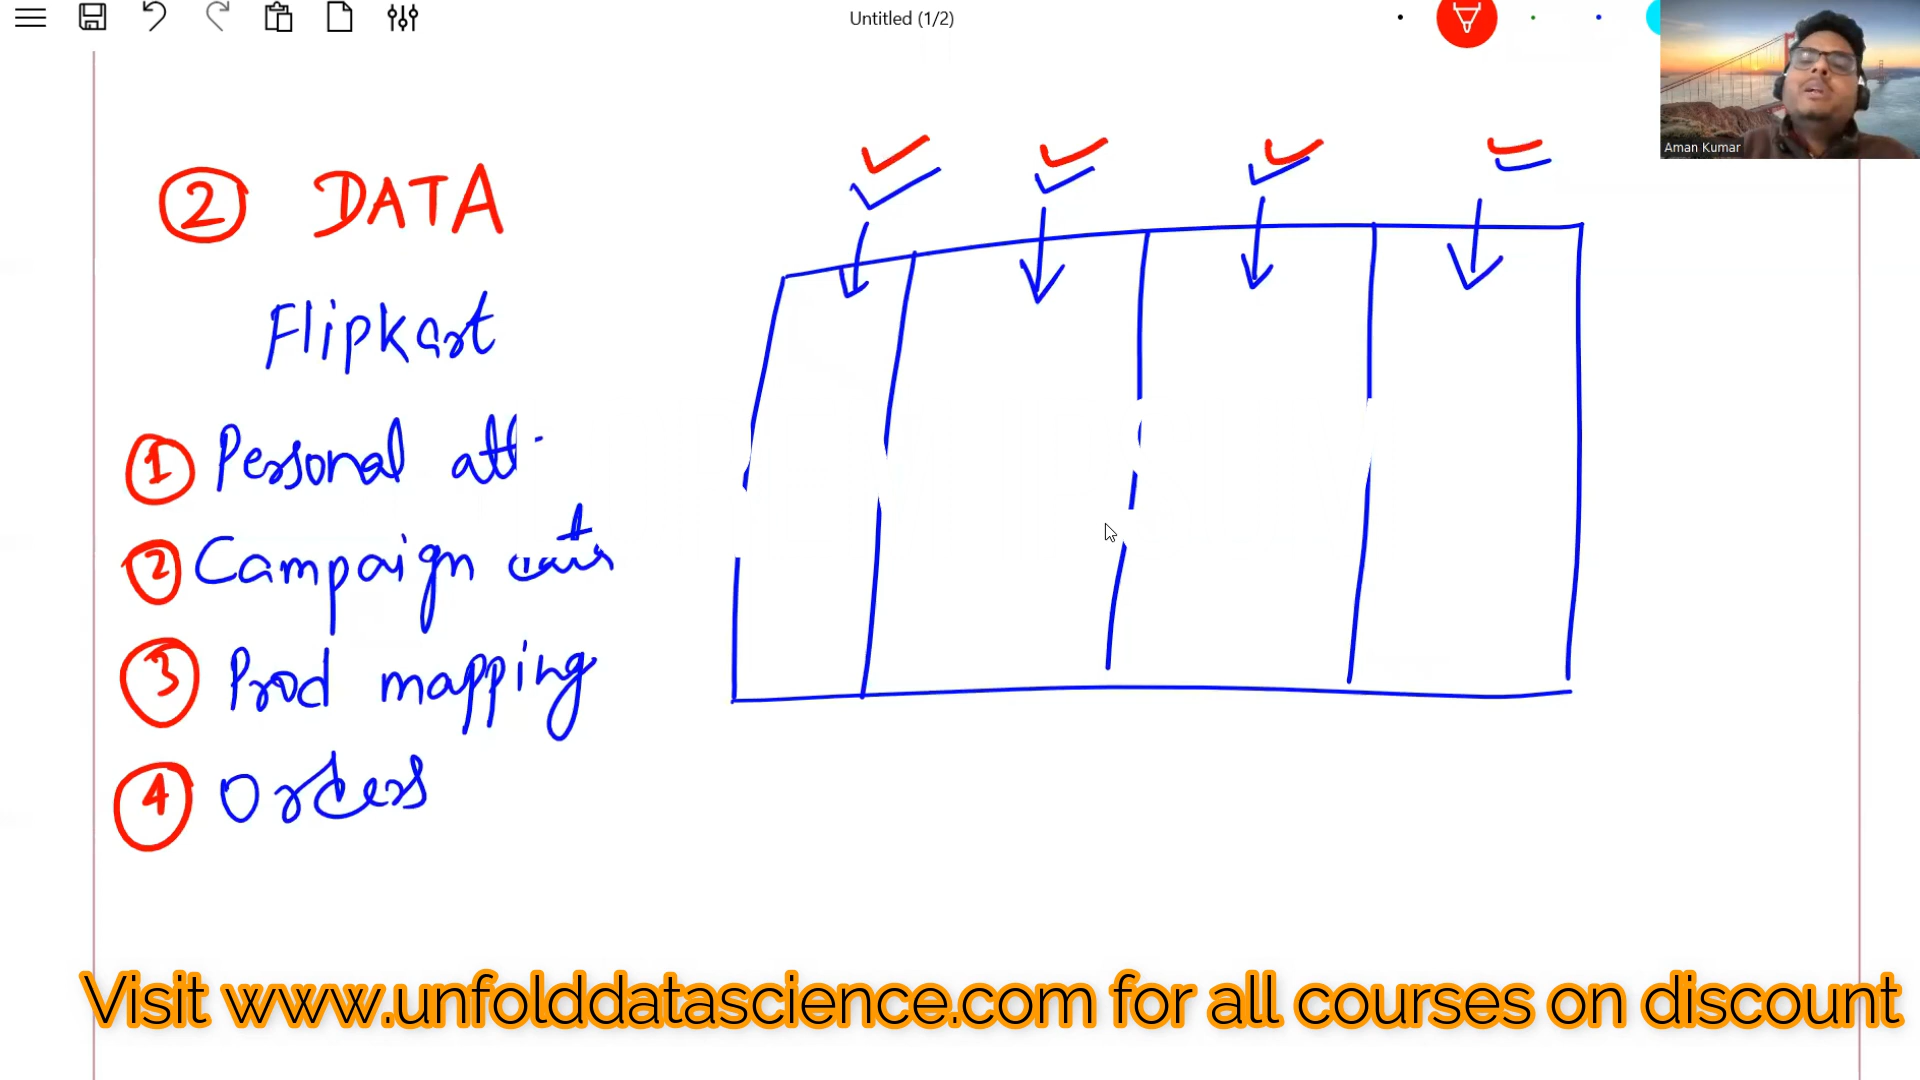 Untitled (1/2)
Aman Kumar
2 DATA
Flipkart
1 Personal att.
2 Campaign
3 Prod mapping
4 Orders
Visit www.unfolddatascience.com for all courses on discount